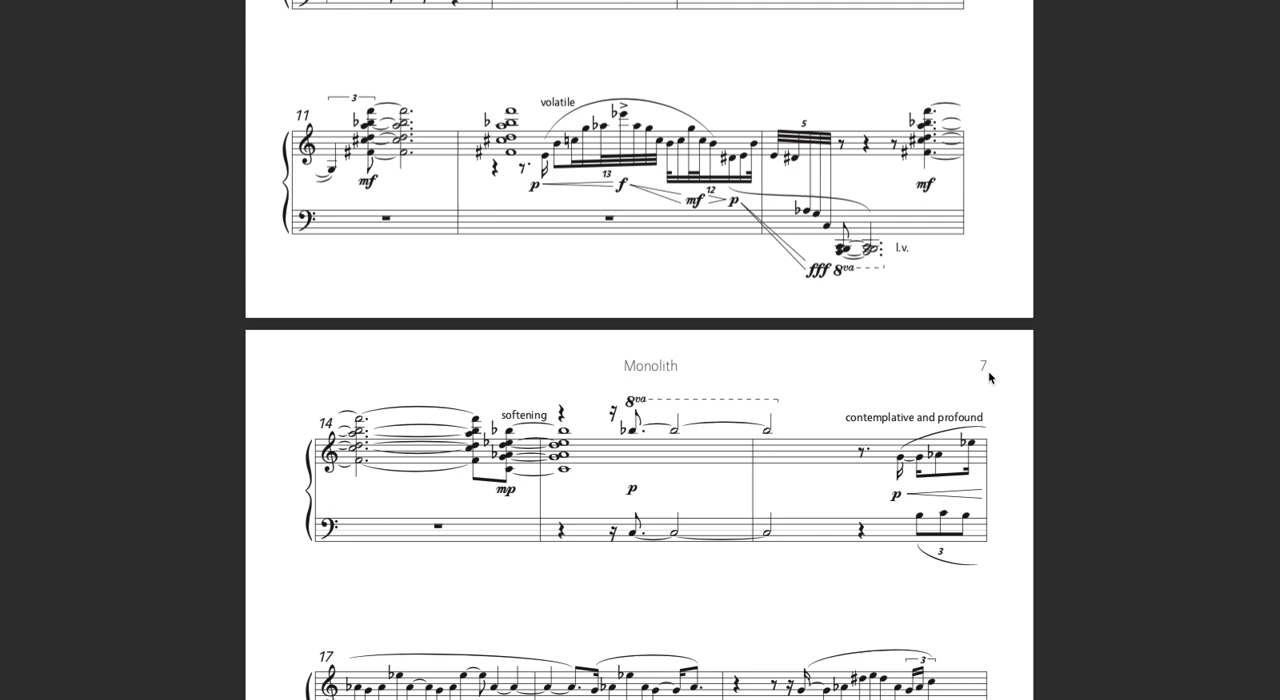 3
11
volatile
5
mf
13
p
f
12
mf
p
mf
l.v.
fff 8va
Monolith
7
8va
14
softening
contemplative and profound
mp
p
p
3
17
3